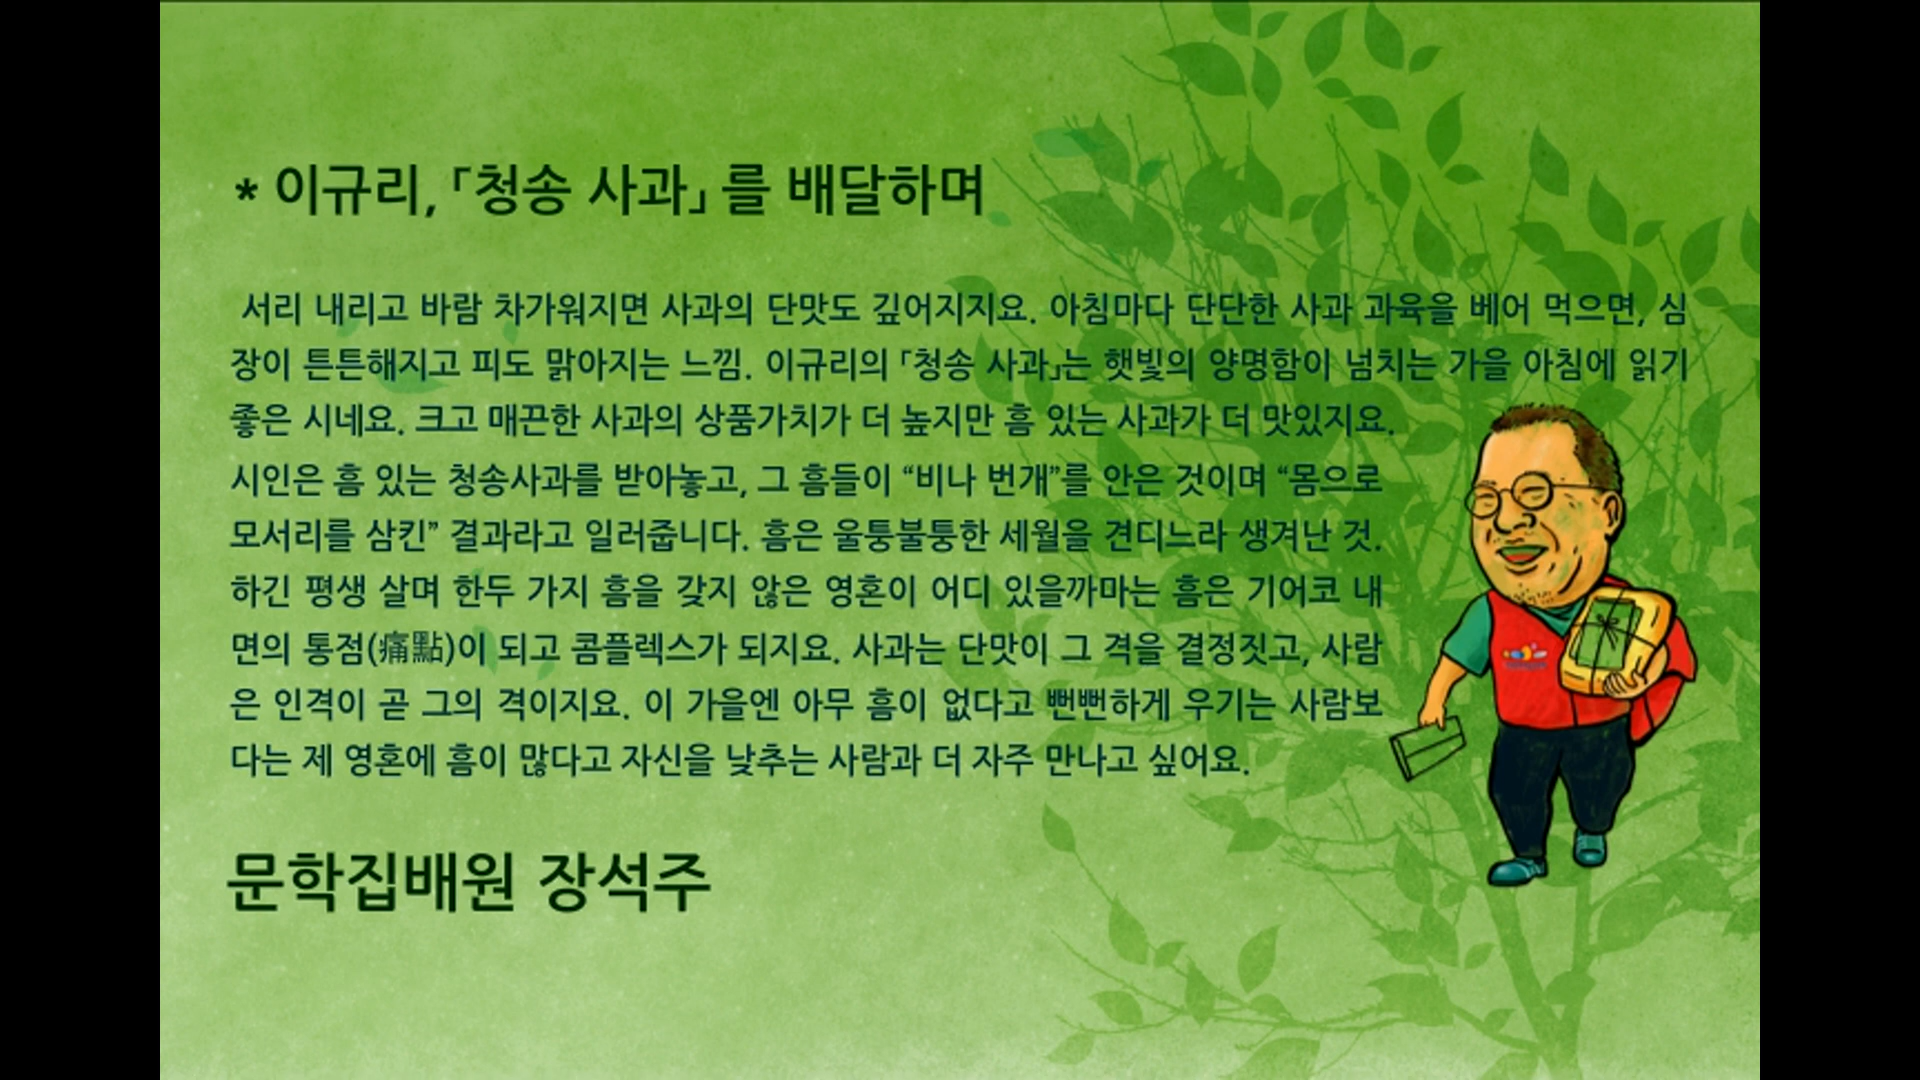 * 이규리, 「청송 사과」 를 배달하며
서리 내리고 바람 차가워지면 사과의 단맛도 깊어지지요. 아침마다 단단한 사과 과육을 베어 먹으면, 심
장이 튼튼해지고 피도 맑아지는 느낌. 이규리의 「청송 사과」는 햇빛의 양명함이 넘치는 가을 아침에 읽기
좋은 시네요. 크고 매끈한 사과의 상품가치가 더 높지만 흠 있는 사과가 더 맛있지요.
시인은 흠 있는 청송사과를 받아놓고, 그 흠들이 “비나 번개”를 안은 것이며 “몸으로
모서리를 삼킨” 결과라고 일러줍니다. 흠은 울퉁불퉁한 세월을 견디느라 생겨난 것.
하긴 평생 살며 한두 가지 흠을 갖지 않은 영혼이 어디 있을까마는 흠은 기어코 내
면의 통점(痛點)이 되고 콤플렉스가 되지요. 사과는 단맛이 그 격을 결정짓고, 사람
은 인격이 곧 그의 격이지요. 이 가을엔 아무 흠이 없다고 뻔뻔하게 우기는 사람보
다는 제 영혼에 흠이 많다고 자신을 낮추는 사람과 더 자주 만나고 싶어요.
문학집배원 장석주